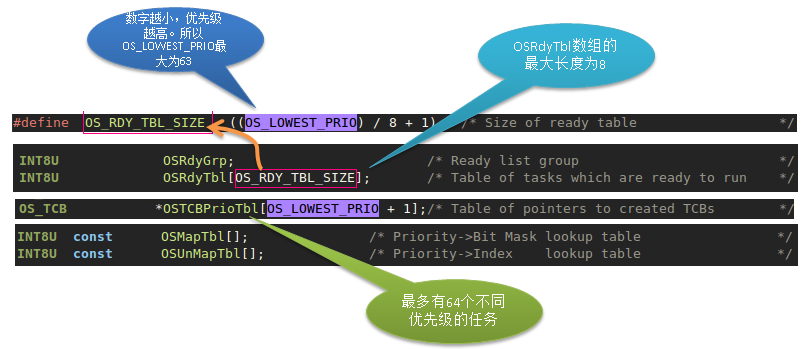 数字越小，优先级
越高。所以
OS_LOWEST_PRIO最
大为63
OSRdyTbl数组的
最大长度为8
#define OS_RDY_TBL_SIZE ((OS_LOWEST_PRIO) / 8 + 1) /* Size of ready table */
INT8U OSRdyGrp; /* Ready list group */
INT8U OSRdyTbl[OS_RDY_TBL_SIZE]; /* Table of tasks which are ready to run */
OS_TCB *OSTCBPrioTbl[OS_LOWEST_PRIO + 1];/* Table of pointers to created TCBs */
INT8U const OSMapTbl[]; /* Priority->Bit Mask lookup table */
INT8U const OSUnMapTbl[]; /* Priority->Index lookup table */
最多有64个不同
优先级的任务